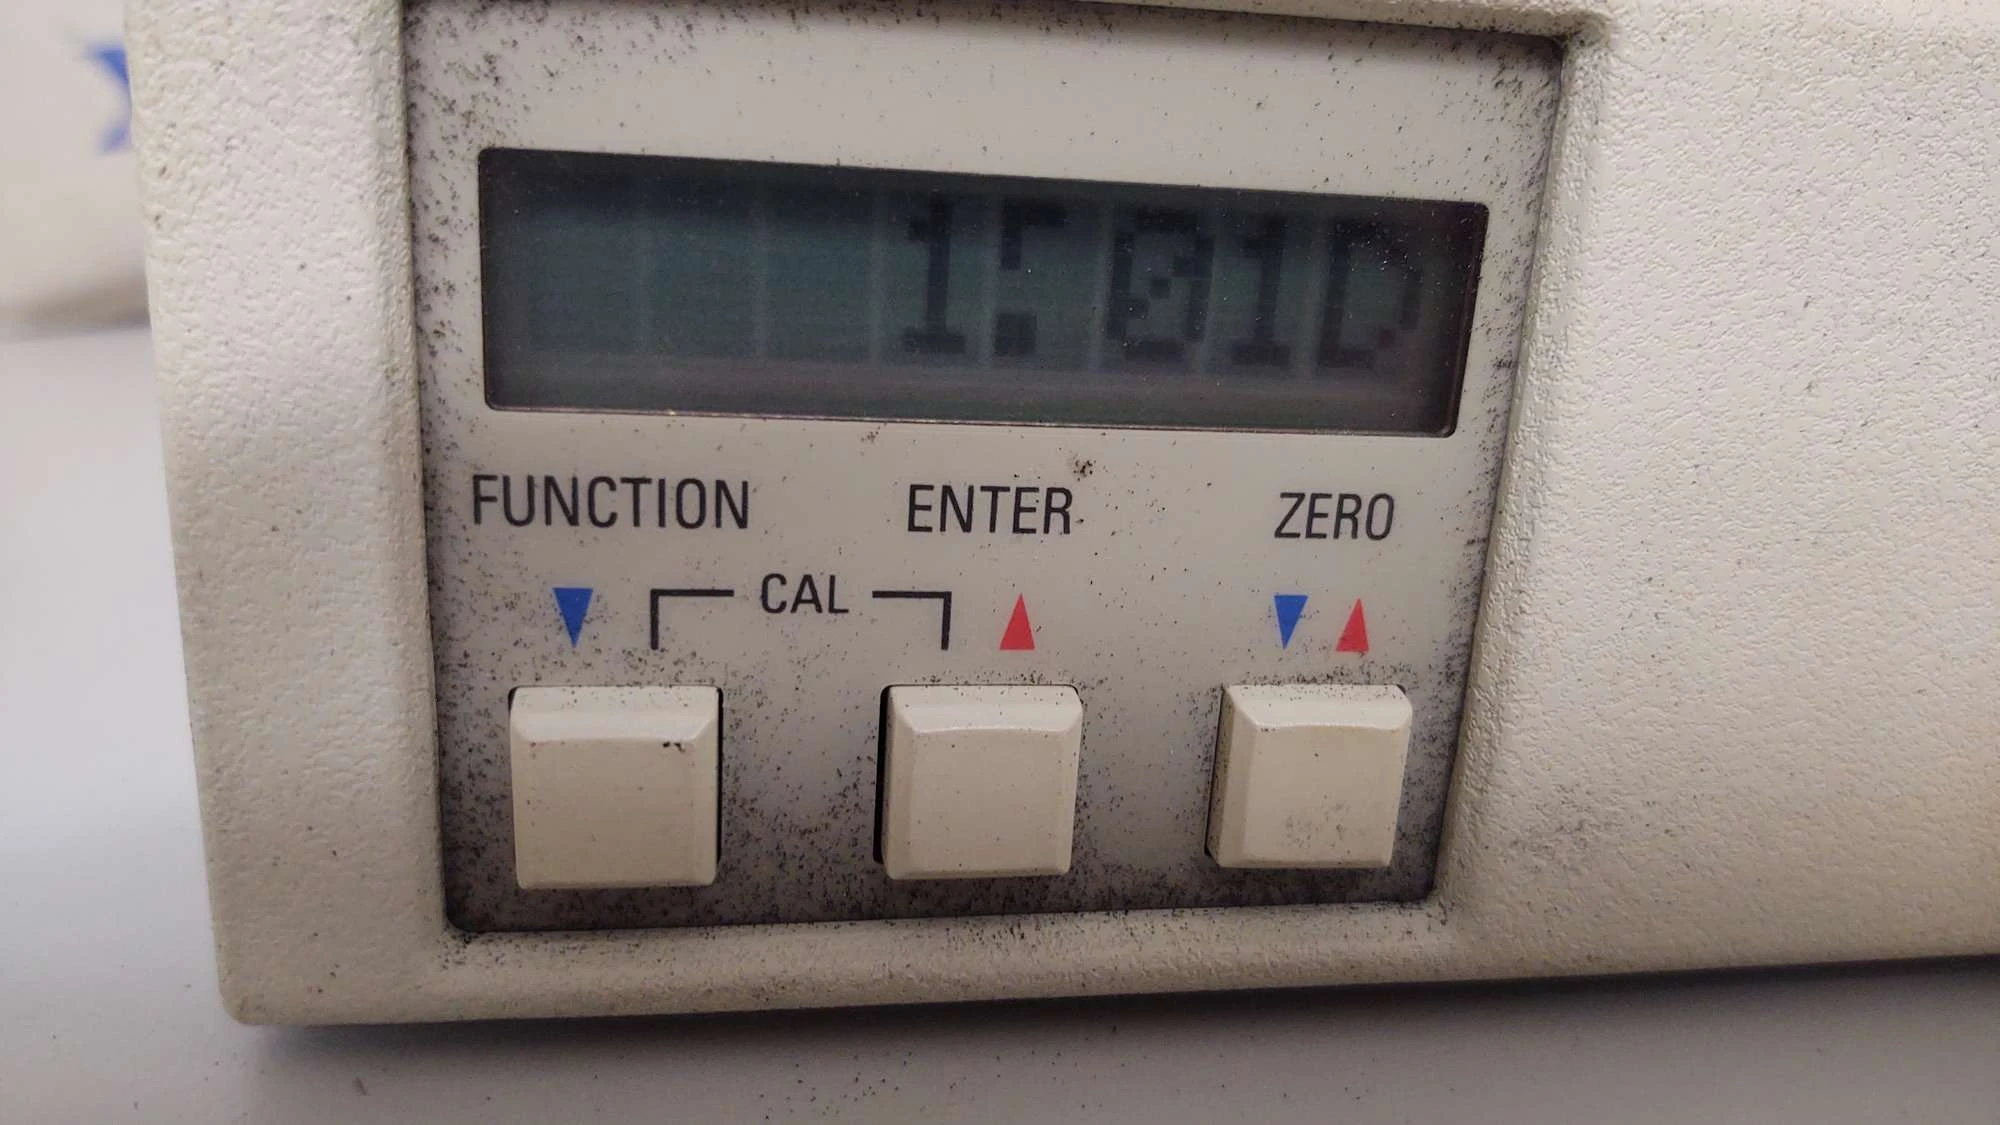 1:01D
FUNCTION ENTER ZERO
CAL